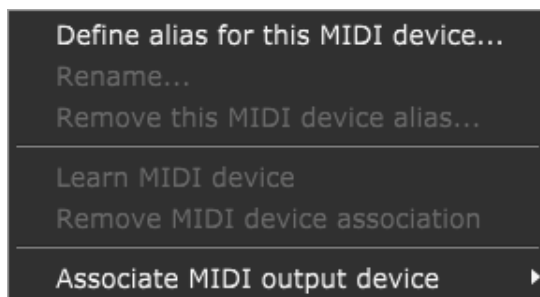 Define alias for this MIDI device...
Rename...
Remove this MIDI device alias...
Learn MIDI device
Remove MIDI device association
Associate MIDI output device